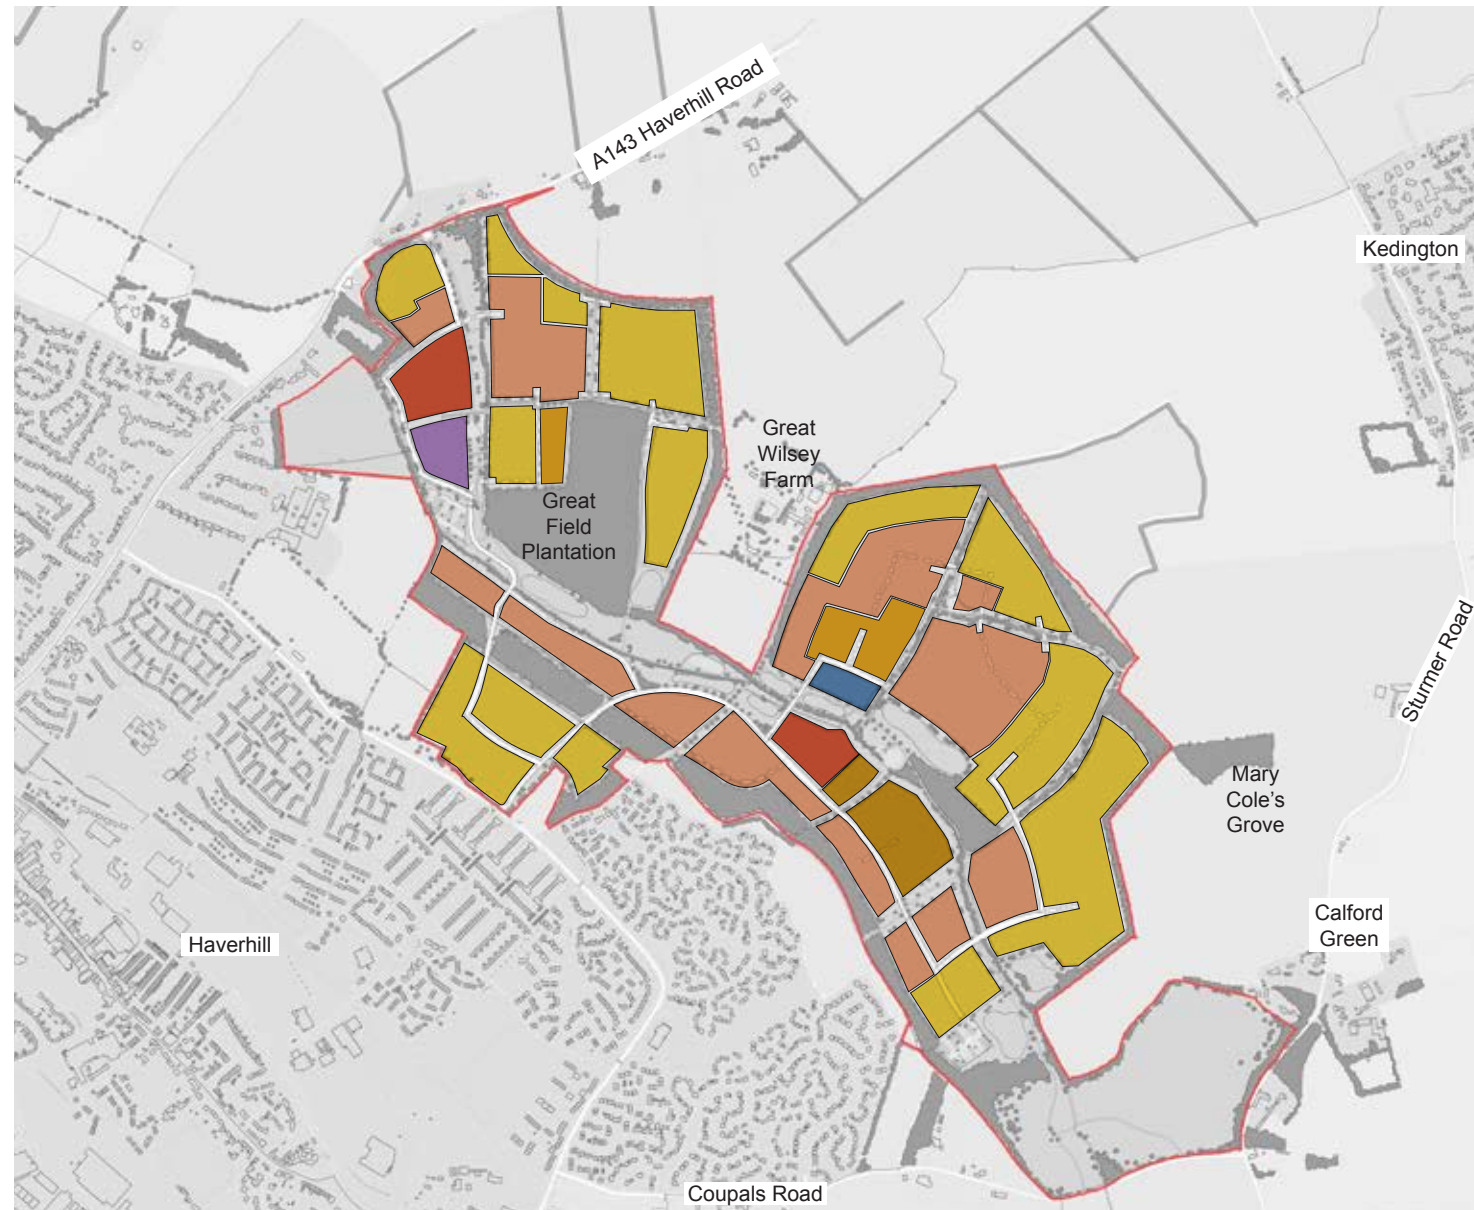 A143 Haverhill Road
Kedington
Great
Wilsey
Farm
Great
Field
Plantation
Sturmer Road
Mary
Cole's
Grove
Calford
Green
Haverhill
Coupals Road